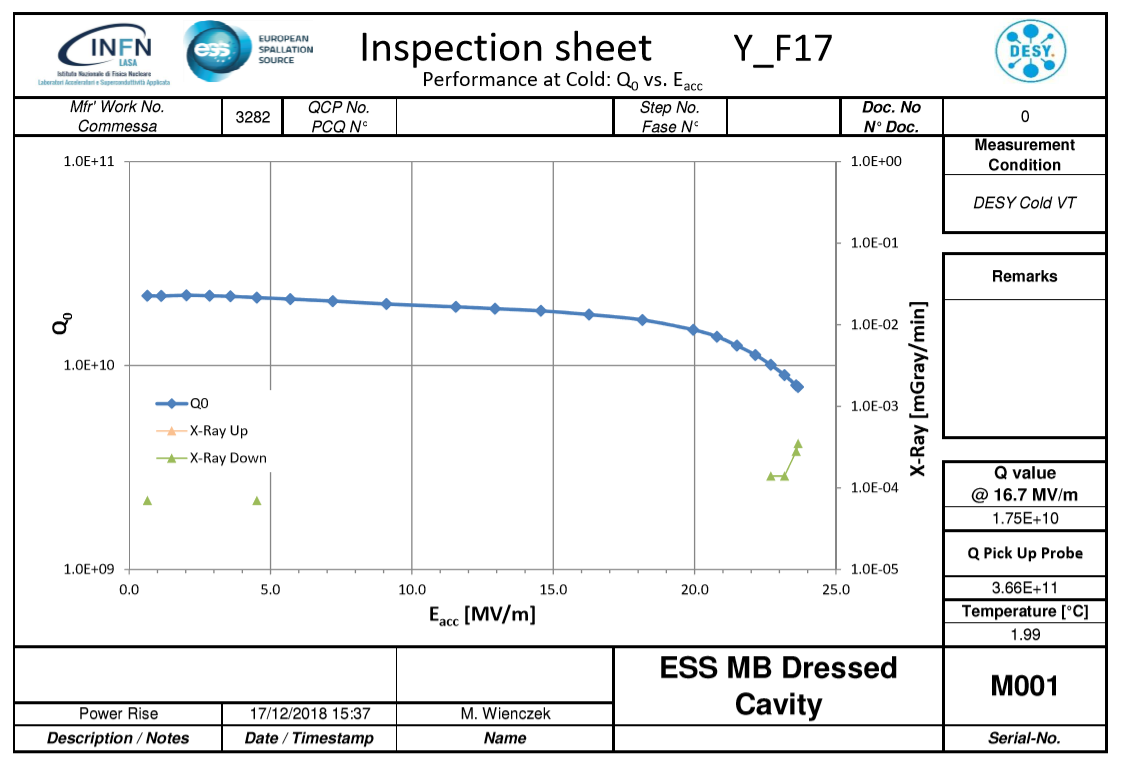 INFN
LASA
Istituto Nazionale di Fisica Nucleare
Laboratori Acceleratori e Superconduttività Applicata
ess
EUROPEAN
SPALLATION
SOURCE
Inspection sheet Y_F17
Performance at Cold: Q0 vs. Eacc
DESY.
Mfr' Work No.
Commessa
3282
QCP No.
PCQ N°
Step No.
Fase N°
Doc. No
N° Doc.
0
Measurement
Condition
DESY Cold VT
Remarks
Q value
@ 16.7 MV/m
1.75E+10
Q Pick Up Probe
3.66E+11
Temperature [°C]
1.99
1.0E+11
1.0E+10
1.0E+09
Q0
Q0
X-Ray Up
X-Ray Down
0.0 5.0 10.0 15.0 20.0 25.0
Eacc [MV/m]
1.0E+00
1.0E-01
1.0E-02
1.0E-03
1.0E-04
1.0E-05
X-Ray [mGray/min]
ESS MB Dressed
Cavity
M001
Power Rise 17/12/2018 15:37 M. Wienczek
Description / Notes Date / Timestamp Name Serial-No.